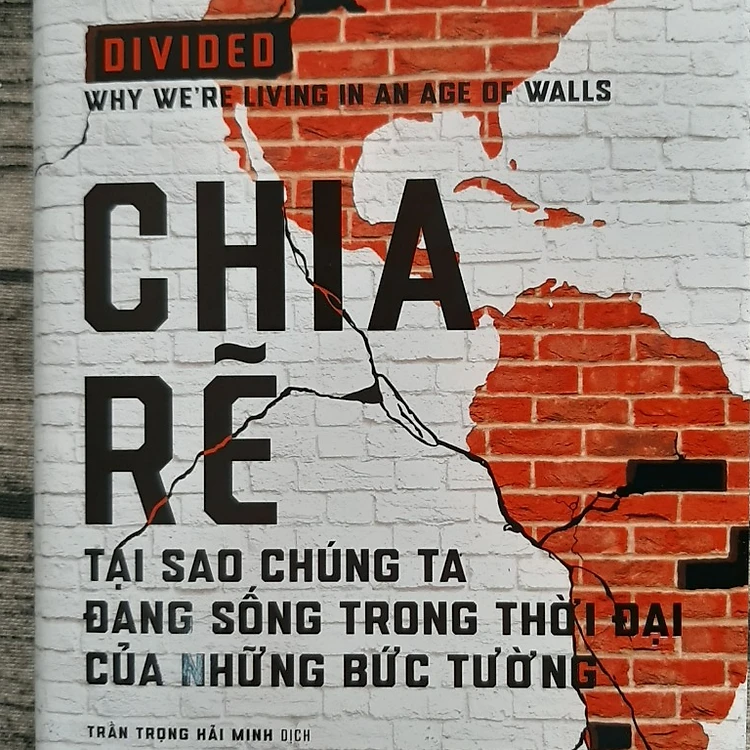 DIVIDED
WHY WE'RE LIVING IN AN AGE OF WALLS
CHIA
RẼ
TẠI SAO CHÚNG TA
ĐANG SỐNG TRONG THỜI ĐẠI
CỦA NHỮNG BỨC TƯỜNG
TRẦN TRỌNG HẢI MINH DỊCH